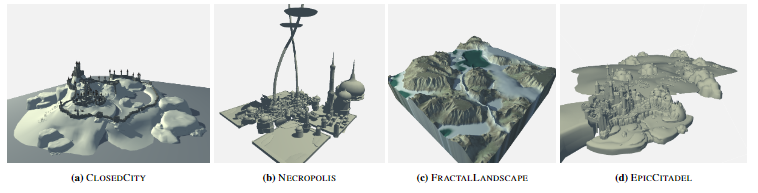 (a) CLOSEDCITY
(b) NECROPOLIS
(c) FRACTALLANDSCAPE
(d) EPICCITADEL